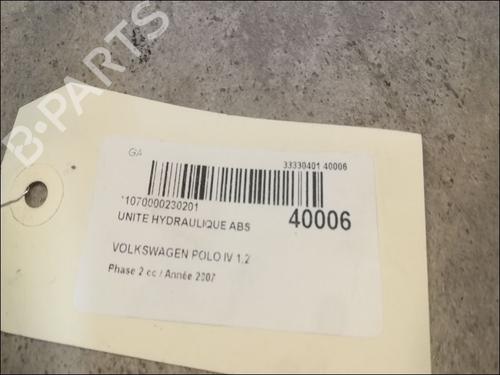 B-PARTS
GA
33330401 40006
*1070000230201
UNITE HYDRAULIQUE ABS
40006
VOLKSWAGEN POLO IV 1.2
Phase 2 cc / Année 2007